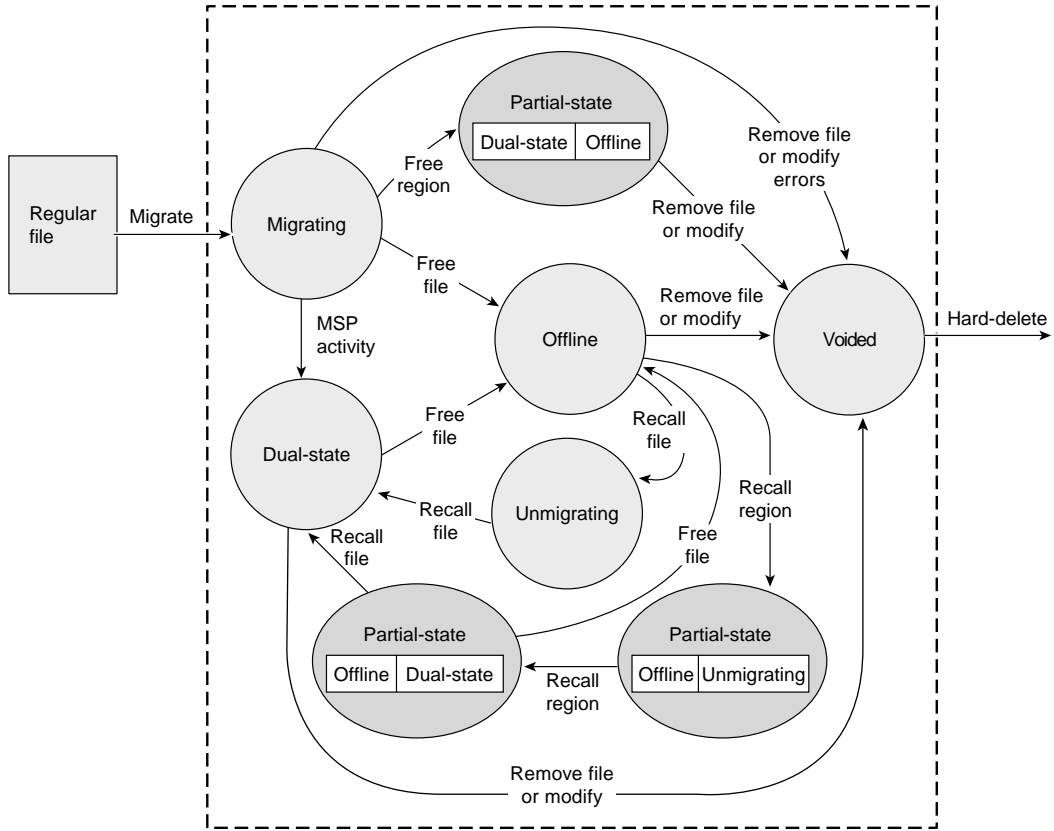 Partial-state
Dual-state Offline
Remove file
or modify
errors
Free
region
Regular
file
Migrate
Migrating
Remove file
or modify
Free
file
Remove file
or modify
Hard-delete
MSP
activity
Offline
Voided
Free
file
Recall
file
Dual-state
Unmigrating
Recall
region
Recall
file
Free
file
Recall
file
Partial-state
Offline Dual-state
Partial-state
Offline Unmigrating
Recall
region
Remove file
or modify